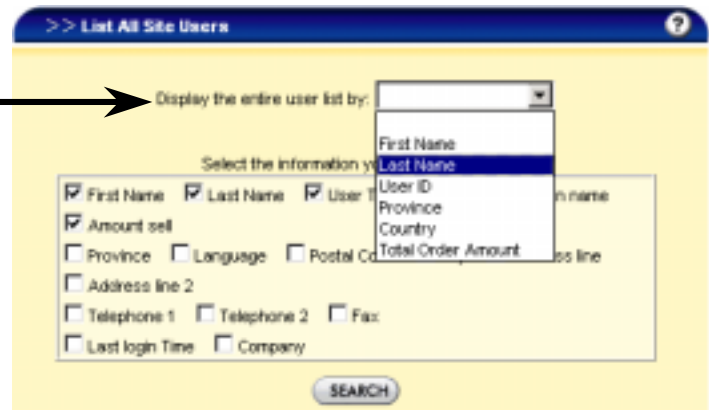 >> List All Site Users ?
Display the entire user list by:
First Name
Select the information y Last Name
First Name Last Name User T User ID n name
Province
Amount sell Country
Province Language Postal Co Total Order Amount ss line
Address line 2
Telephone 1 Telephone 2 Fax
Last login Time Company
SEARCH